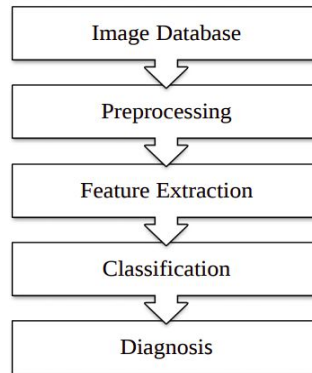 Image Database
Preprocessing
Feature Extraction
Classification
Diagnosis